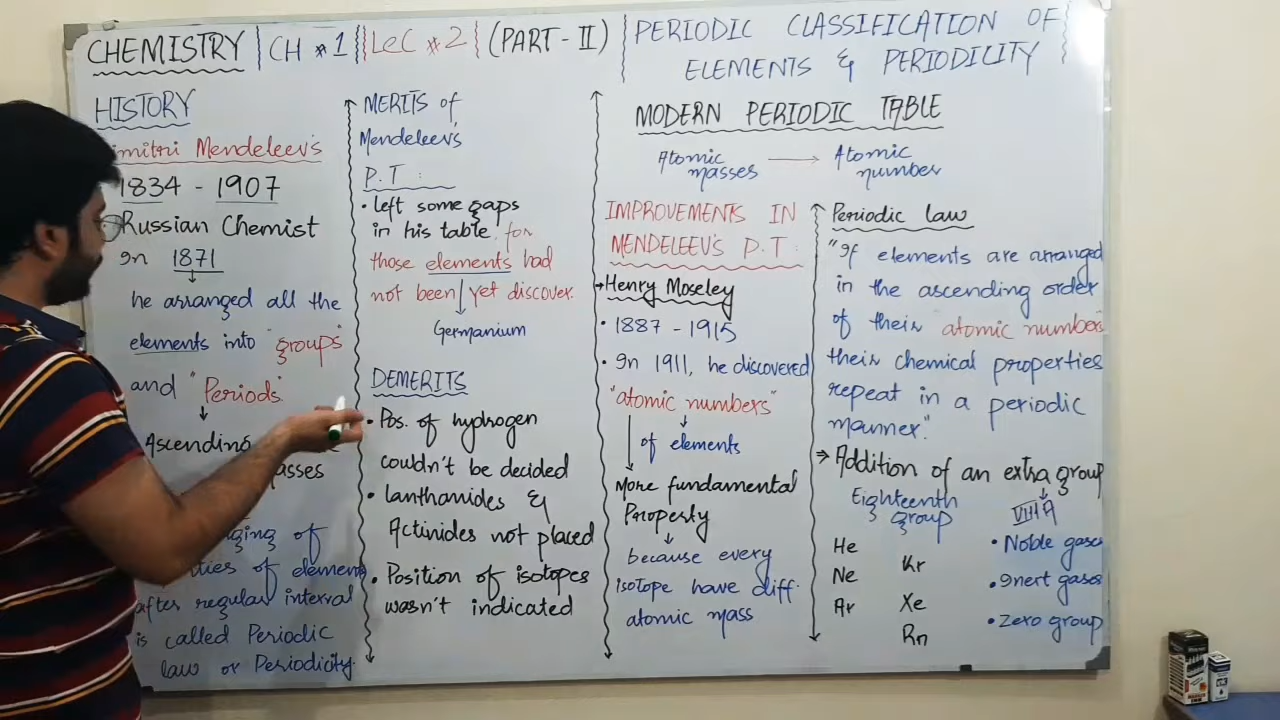 CHEMISTRY | CH #1 | LeC #2 | (PART - II)
PERIODIC CLASSIFICATION OF
ELEMENTS & PERIODILITY
HISTORY
imitri Mendeleev's
1834 - 1907
Russian Chemist
In 1871
he arranged all the
elements into "groups"
and "Periods"
Ascending
is called Periodic
after regular interval
law or Periodicity.
MERITS of
Mendeleev's
P.T :
• left some gaps
in his table for
those elements had
not been yet discover.
Germanium
DEMERITS
• Pos. of hydrogen
couldn't be decided
• lanthanides &
Actinides not placed
• Position of isotopes
wasn't indicated
MODERN PERIODIC TABLE
Atomic masses → Atomic number
IMPROVEMENTS IN
MENDELEEV'S P.T :
→ Henry Moseley
• 1887 - 1915
• In 1911, he discovered
"atomic numbers"
of elements
More fundamental
Property
because every
isotope have diff.
atomic mass
Periodic law
"If elements are arranged
in the ascending order
of their atomic number
their chemical properties
repeat in a periodic
manner."
⇒ Addition of an extra group
Eighteenth group
VIII A
He
Ne
Ar
Kr
Xe
Rn
• Noble gases
• Inert gases
• Zero group